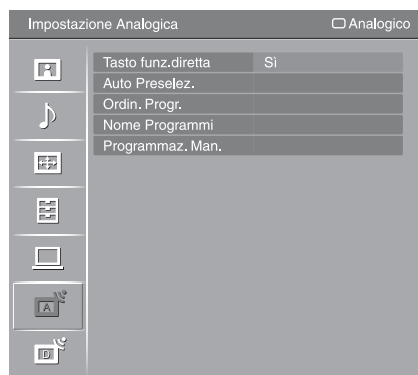 Impostazione Analogica Analogico
Tasto funz.diretta Sì
Auto Preselez.
Ordin. Progr.
Nome Programmi
Programmaz. Man.
A
D